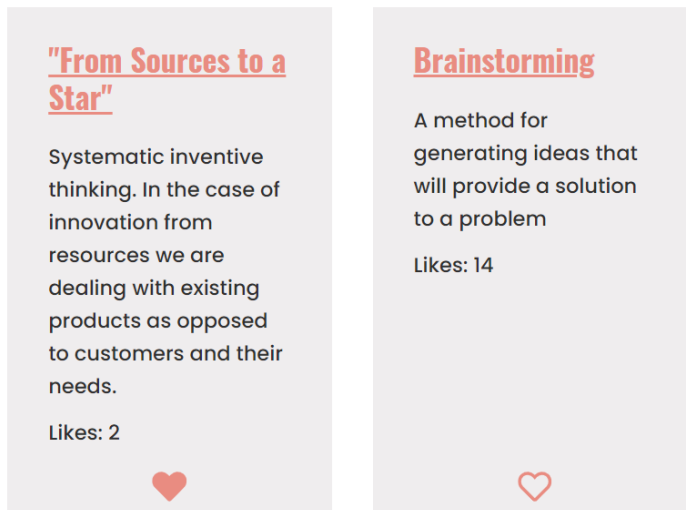 "From Sources to a
Star"
Systematic inventive
thinking. In the case of
innovation from
resources we are
dealing with existing
products as opposed
to customers and their
needs.
Likes: 2
Brainstorming
A method for
generating ideas that
will provide a solution
to a problem
Likes: 14